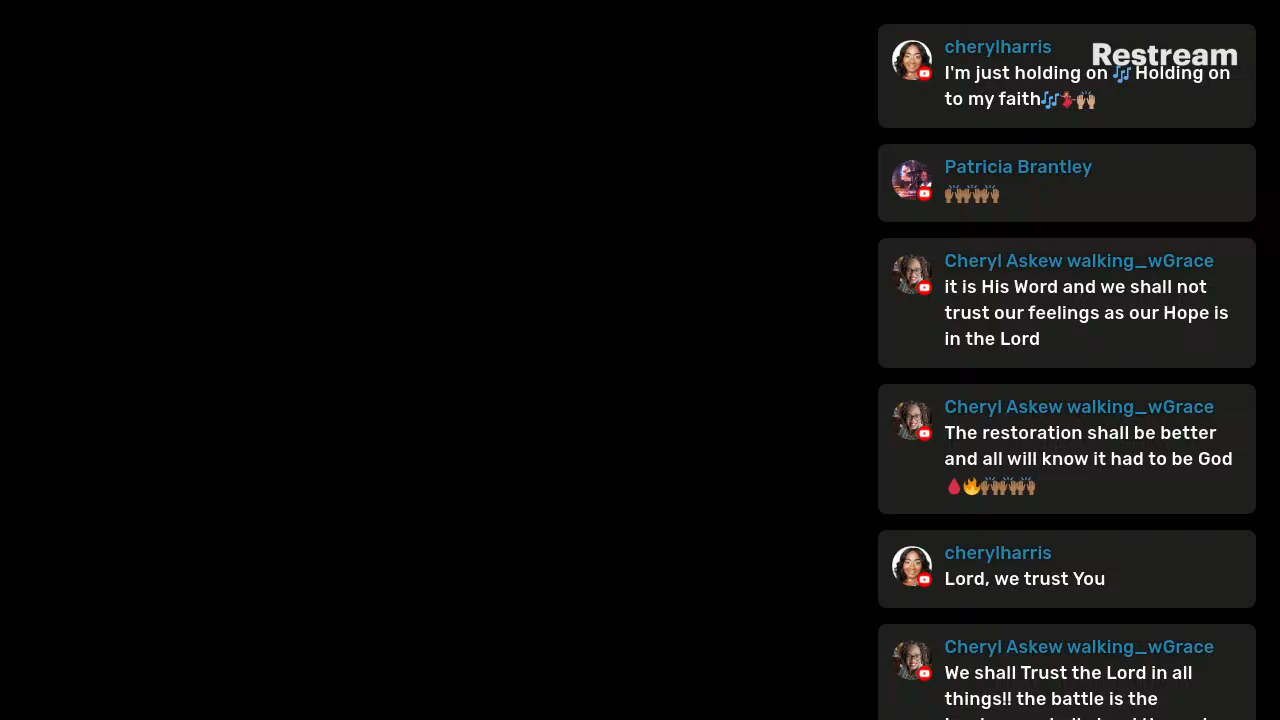 cherylharris
Restream
I'm just holding on 🎶 Holding on
to my faith🎶💃🏽🙌🏼
Patricia Brantley
🙌🏽🙌🏽🙌🏽
Cheryl Askew walking_wGrace
it is His Word and we shall not
trust our feelings as our Hope is
in the Lord
Cheryl Askew walking_wGrace
The restoration shall be better
and all will know it had to be God
🩸🔥🙌🏽🙌🏽🙌🏽
cherylharris
Lord, we trust You
Cheryl Askew walking_wGrace
We shall Trust the Lord in all
things!! the battle is the